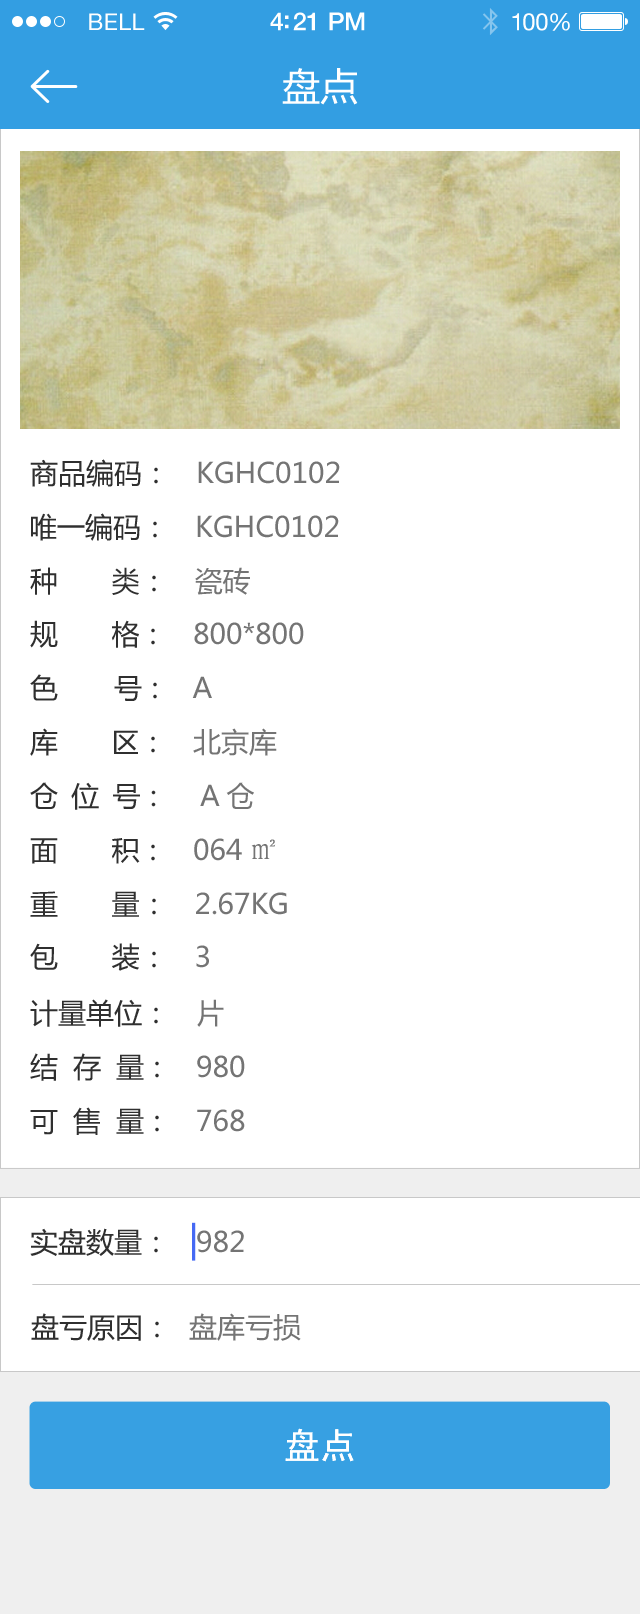 BELL 4:21 PM 100%
盘点
商品编码： KGHC0102
唯一编码： KGHC0102
种 类： 瓷砖
规 格： 800*800
色 号： A
库 区： 北京库
仓 位 号： A 仓
面 积： 064 ㎡
重 量： 2.67KG
包 装： 3
计量单位： 片
结 存 量： 980
可 售 量： 768
实盘数量： 982
盘亏原因： 盘库亏损
盘点